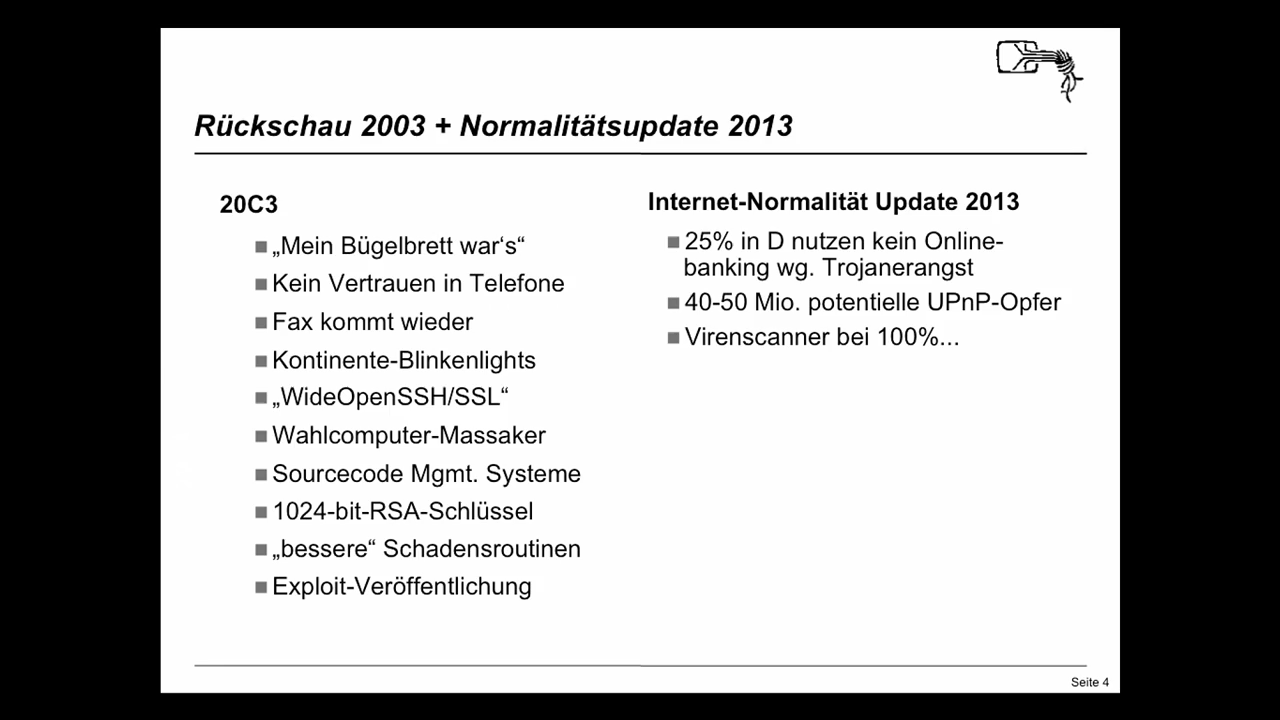 Rückschau 2003 + Normalitätsupdate 2013
20C3
„Mein Bügelbrett war‘s“
Kein Vertrauen in Telefone
Fax kommt wieder
Kontinente-Blinkenlights
„WideOpenSSH/SSL“
Wahlcomputer-Massaker
Sourcecode Mgmt. Systeme
1024-bit-RSA-Schlüssel
„bessere“ Schadensroutinen
Exploit-Veröffentlichung
Internet-Normalität Update 2013
25% in D nutzen kein Online-
banking wg. Trojanerangst
40-50 Mio. potentielle UPnP-Opfer
Virenscanner bei 100%...
Seite 4